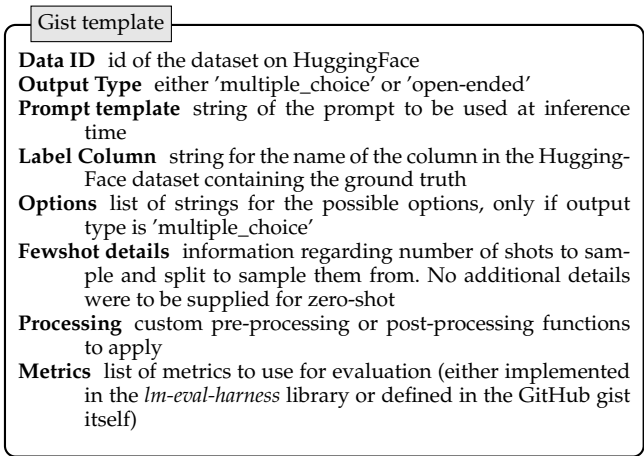 Gist template
Data ID id of the dataset on HuggingFace
Output Type either 'multiple_choice' or 'open-ended'
Prompt template string of the prompt to be used at inference
time
Label Column string for the name of the column in the Hugging-
Face dataset containing the ground truth
Options list of strings for the possible options, only if output
type is 'multiple_choice'
Fewshot details information regarding number of shots to sam-
ple and split to sample them from. No additional details
were to be supplied for zero-shot
Processing custom pre-processing or post-processing functions
to apply
Metrics list of metrics to use for evaluation (either implemented
in the lm-eval-harness library or defined in the GitHub gist
itself)